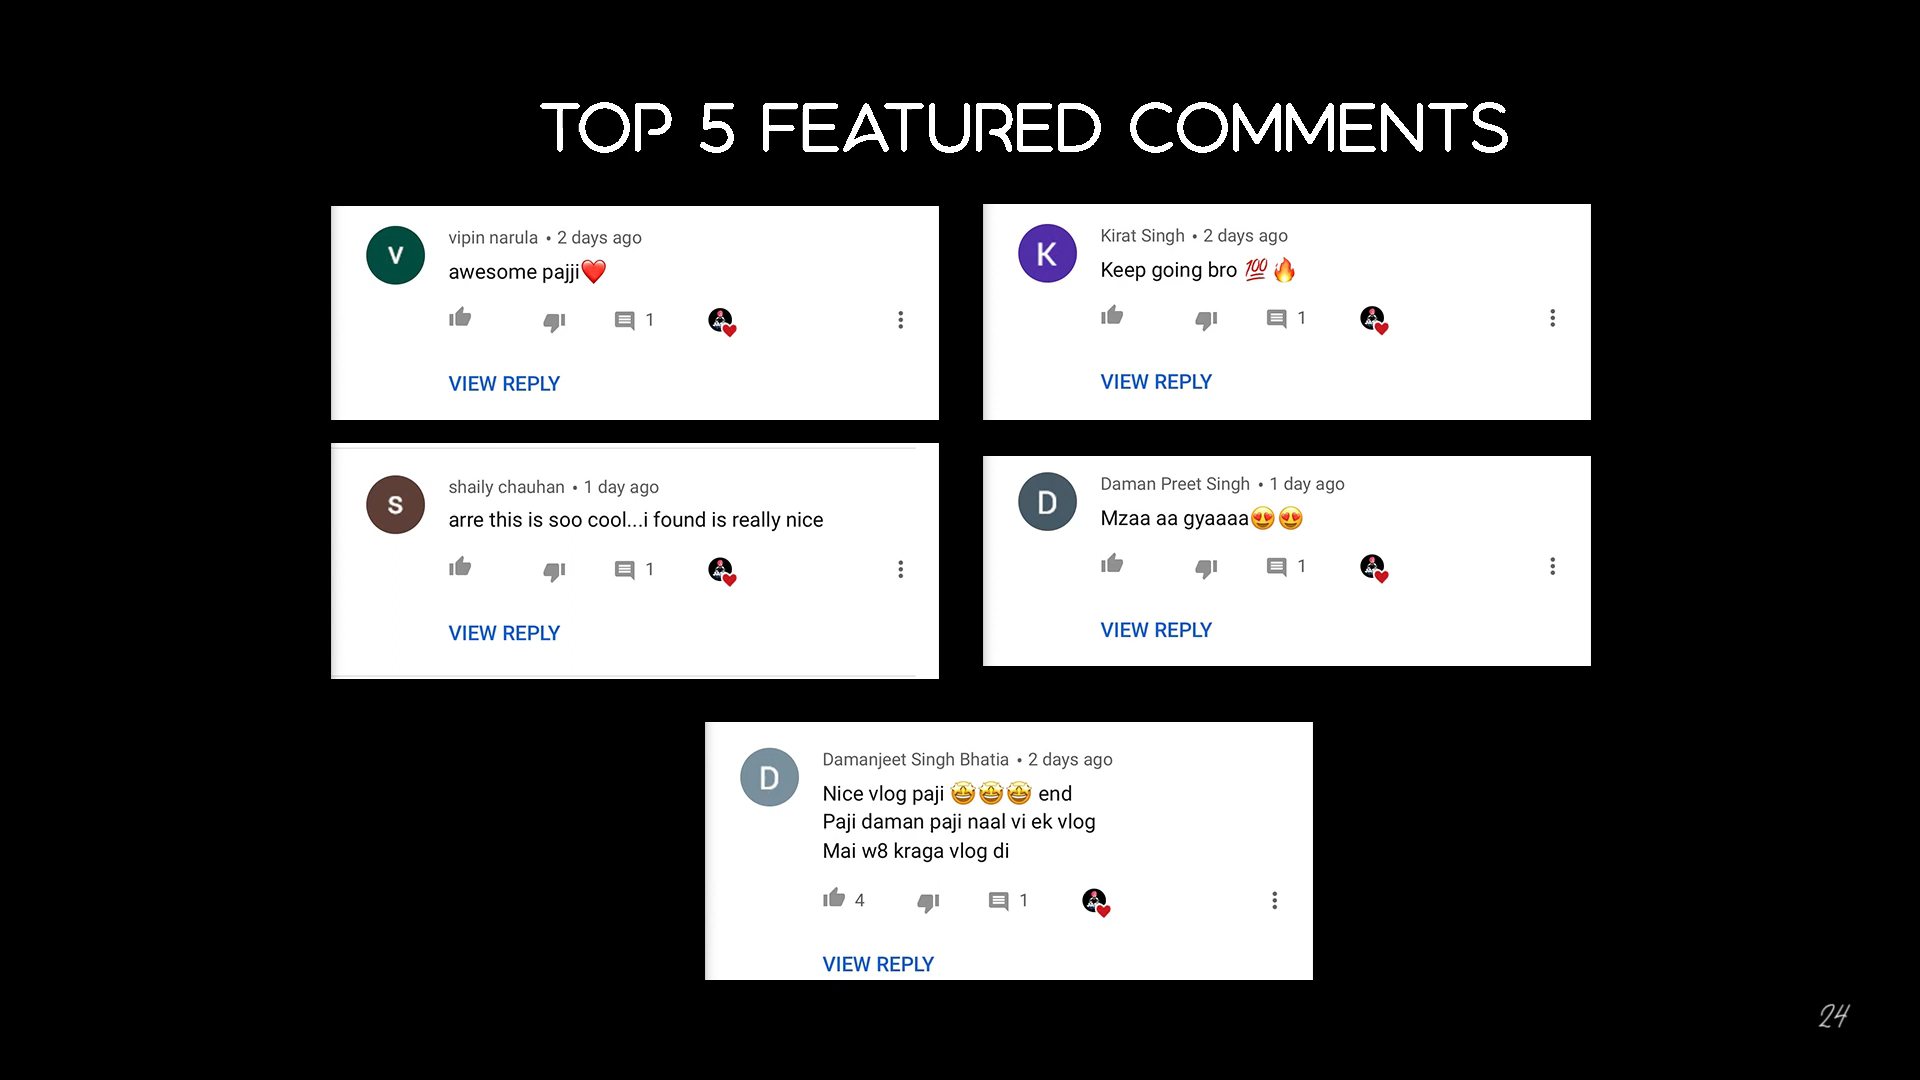 TOP 5 FEATURED COMMENTS
V
vipin narula • 2 days ago
awesome pajji❤️
1
VIEW REPLY
K
Kirat Singh • 2 days ago
Keep going bro 💯🔥
1
VIEW REPLY
S
shaily chauhan • 1 day ago
arre this is soo cool...i found is really nice
1
VIEW REPLY
D
Daman Preet Singh • 1 day ago
Mzaa aa gyaaaa😍😍
1
VIEW REPLY
D
Damanjeet Singh Bhatia • 2 days ago
Nice vlog paji 🤩🤩🤩 end
Paji daman paji naal vi ek vlog
Mai w8 kraga vlog di
4 1
VIEW REPLY
24